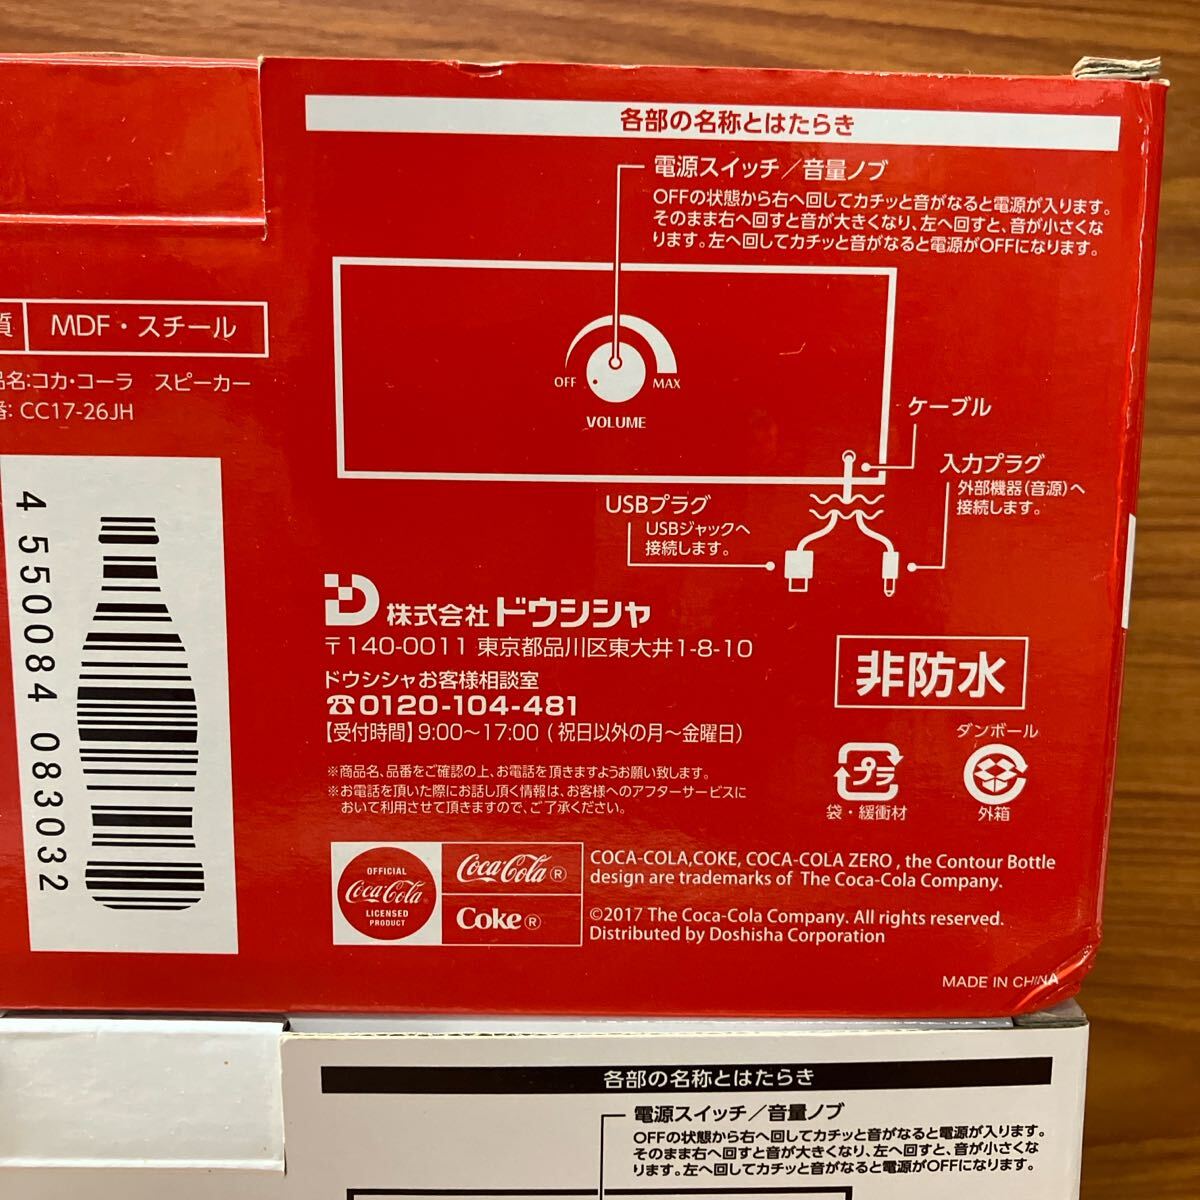 各部の名称とはたらき
電源スイッチ／音量ノブ
OFFの状態から右へ回してカチッと音がなると電源が入ります。
そのまま右へ回すと音が大きくなり、左へ回すと、音が小さくな
ります。左へ回してカチッと音がなると電源がOFFになります。
質 MDF・スチール
品名:コカ・コーラ　スピーカー
番: CC17-26JH
4 550084 083032
OFF
MAX
VOLUME
ケーブル
入力プラグ
外部機器(音源)へ
接続します。
USBプラグ
USBジャックへ
接続します。
株式会社 ドウシシャ
〒140-0011 東京都品川区東大井1-8-10
ドウシシャお客様相談室
☎0120-104-481
【受付時間】9:00～17:00 ( 祝日以外の月～金曜日)
※商品名、品番をご確認の上、お電話を頂きますようお願い致します。
※お電話を頂いた際にお話し頂く情報は、お客様へのアフターサービスに
おいて利用させて頂きますので、ご了承ください。
非防水
プラ
袋・緩衝材
ダンボール
外箱
OFFICIAL
Coca-Cola®
LICENSED
PRODUCT
Coca-Cola®
Coke®
COCA-COLA,COKE, COCA-COLA ZERO , the Contour Bottle
design are trademarks of The Coca-Cola Company.
©2017 The Coca-Cola Company. All rights reserved.
Distributed by Doshisha Corporation
MADE IN CHINA
各部の名称とはたらき
電源スイッチ／音量ノブ
OFFの状態から右へ回してカチッと音がなると電源が入ります。
そのまま右へ回すと音が大きくなり、左へ回すと、音が小さくな
ります。左へ回してカチッと音がなると電源がOFFになります。